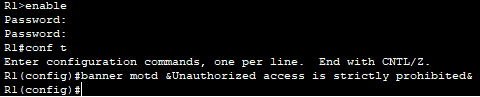 R1>enable
Password:
Password:
R1#conf t
Enter configuration commands, one per line.  End with CNTL/Z.
R1(config)#banner motd &Unauthorized access is strictly prohibited&
R1(config)#